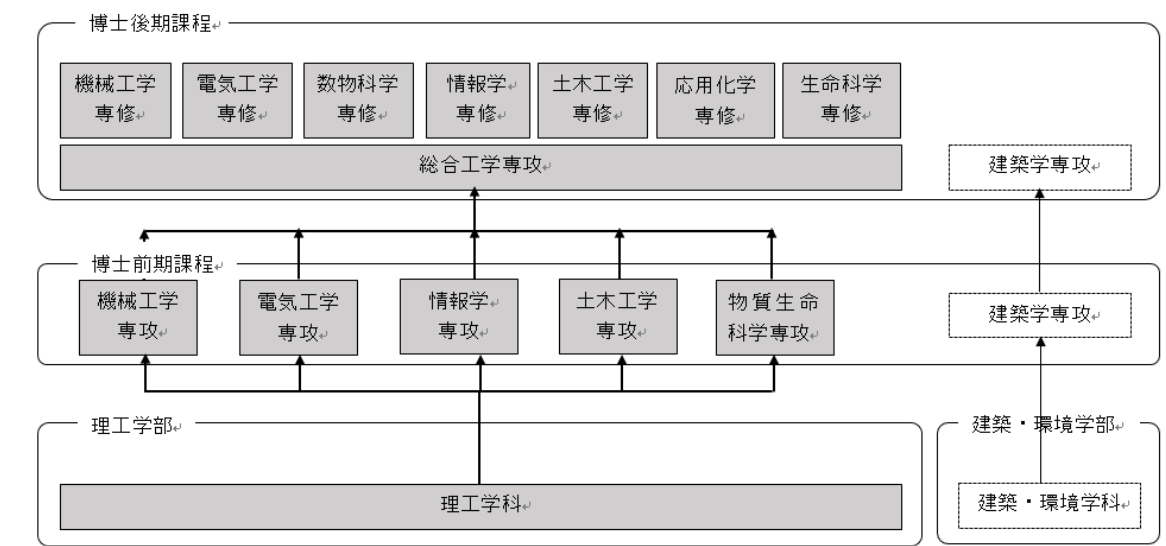 博士後期課程
機械工学
専修
電気工学
専修
数物科学
専修
情報学
専修
土木工学
専修
応用化学
専修
生命科学
専修
総合工学専攻
建築学専攻
博士前期課程
機械工学
専攻
電気工学
専攻
情報学
専攻
土木工学
専攻
物質生命
科学専攻
建築学専攻
理工学部
理工学科
建築・環境学部
建築・環境学科